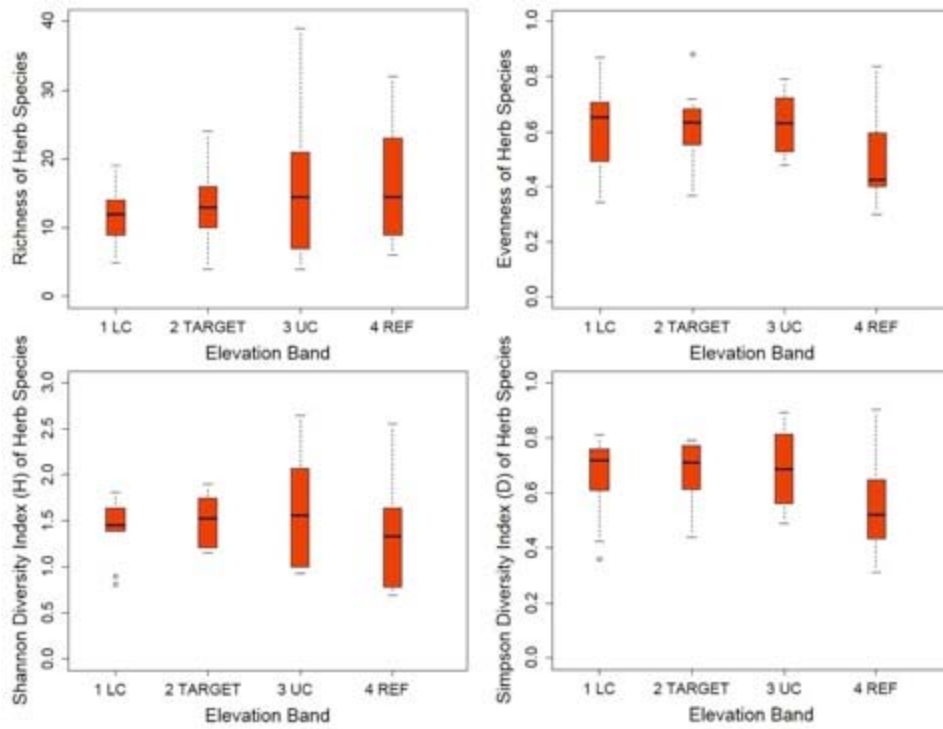 Richness of Herb Species
40
30
20
10
0
1 LC 2 TARGET 3 UC 4 REF
Elevation Band
Evenness of Herb Species
1.0
0.8
0.6
0.4
0.2
0.0
1 LC 2 TARGET 3 UC 4 REF
Elevation Band
Shannon Diversity Index (H) of Herb Species
3.0
2.5
2.0
1.5
1.0
0.5
0.0
1 LC 2 TARGET 3 UC 4 REF
Elevation Band
Simpson Diversity Index (D) of Herb Species
1.0
0.8
0.6
0.4
0.2
0.0
1 LC 2 TARGET 3 UC 4 REF
Elevation Band